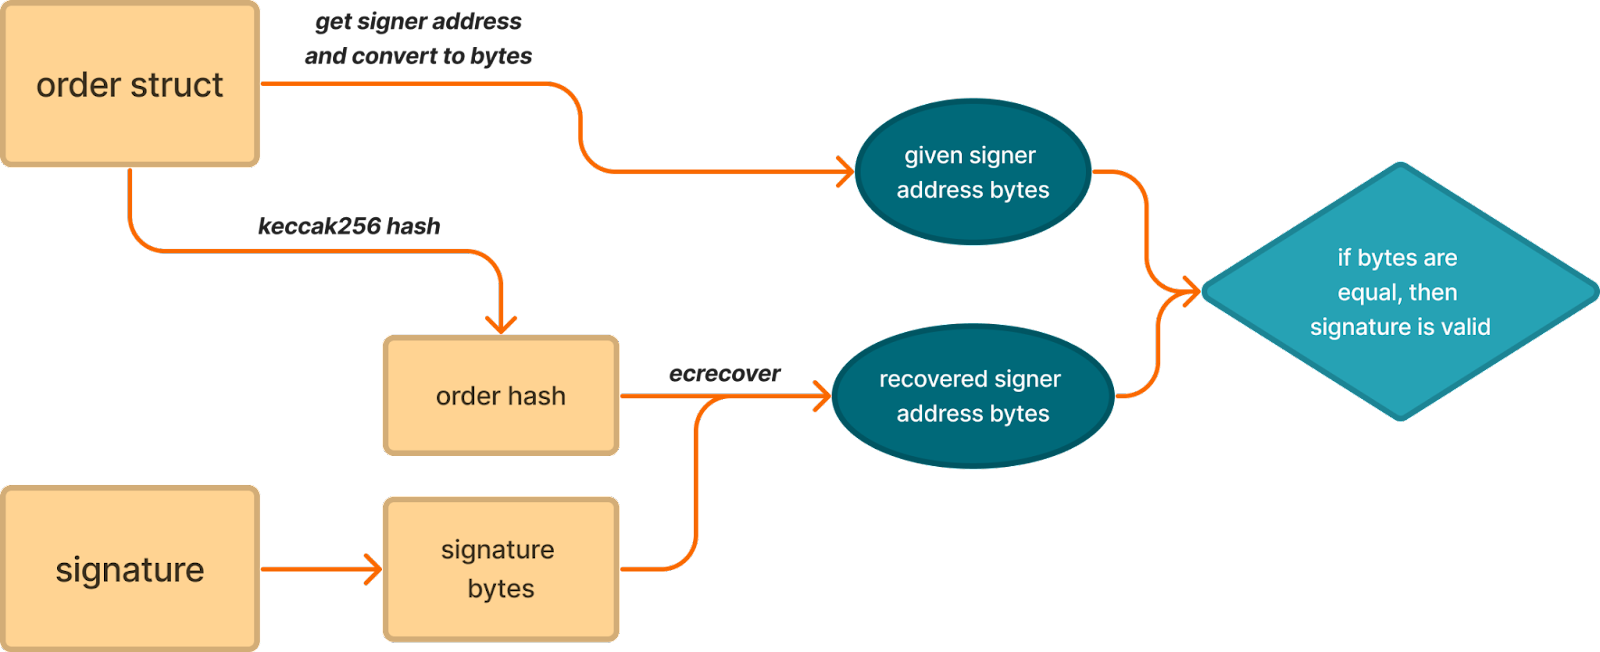 get signer address
and convert to bytes
order struct
given signer
address bytes
keccak256 hash
if bytes are
equal, then
signature is valid
order hash
ecrecover
recovered signer
address bytes
signature
signature
bytes